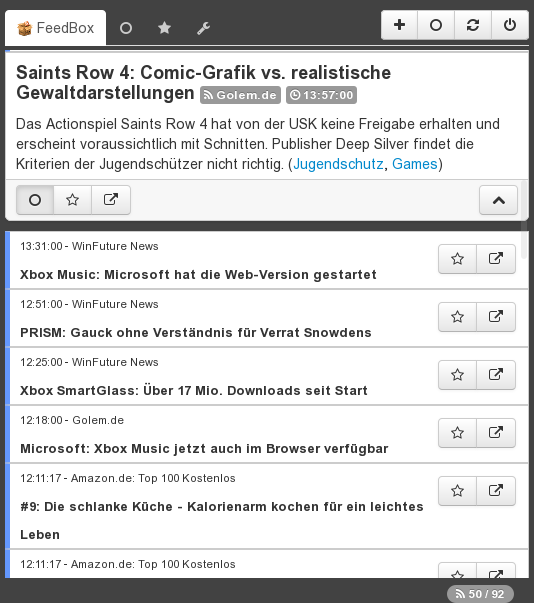 FeedBox
Saints Row 4: Comic-Grafik vs. realistische
Gewaltdarstellungen Golem.de 13:57:00
Das Actionspiel Saints Row 4 hat von der USK keine Freigabe erhalten und
erscheint voraussichtlich mit Schnitten. Publisher Deep Silver findet die
Kriterien der Jugendschützer nicht richtig. (Jugendschutz, Games)
13:31:00 - WinFuture News
Xbox Music: Microsoft hat die Web-Version gestartet
12:51:00 - WinFuture News
PRISM: Gauck ohne Verständnis für Verrat Snowdens
12:25:00 - WinFuture News
Xbox SmartGlass: Über 17 Mio. Downloads seit Start
12:18:00 - Golem.de
Microsoft: Xbox Music jetzt auch im Browser verfügbar
12:11:17 - Amazon.de: Top 100 Kostenlos
#9: Die schlanke Küche - Kalorienarm kochen für ein leichtes
Leben
12:11:17 - Amazon.de: Top 100 Kostenlos
50 / 92